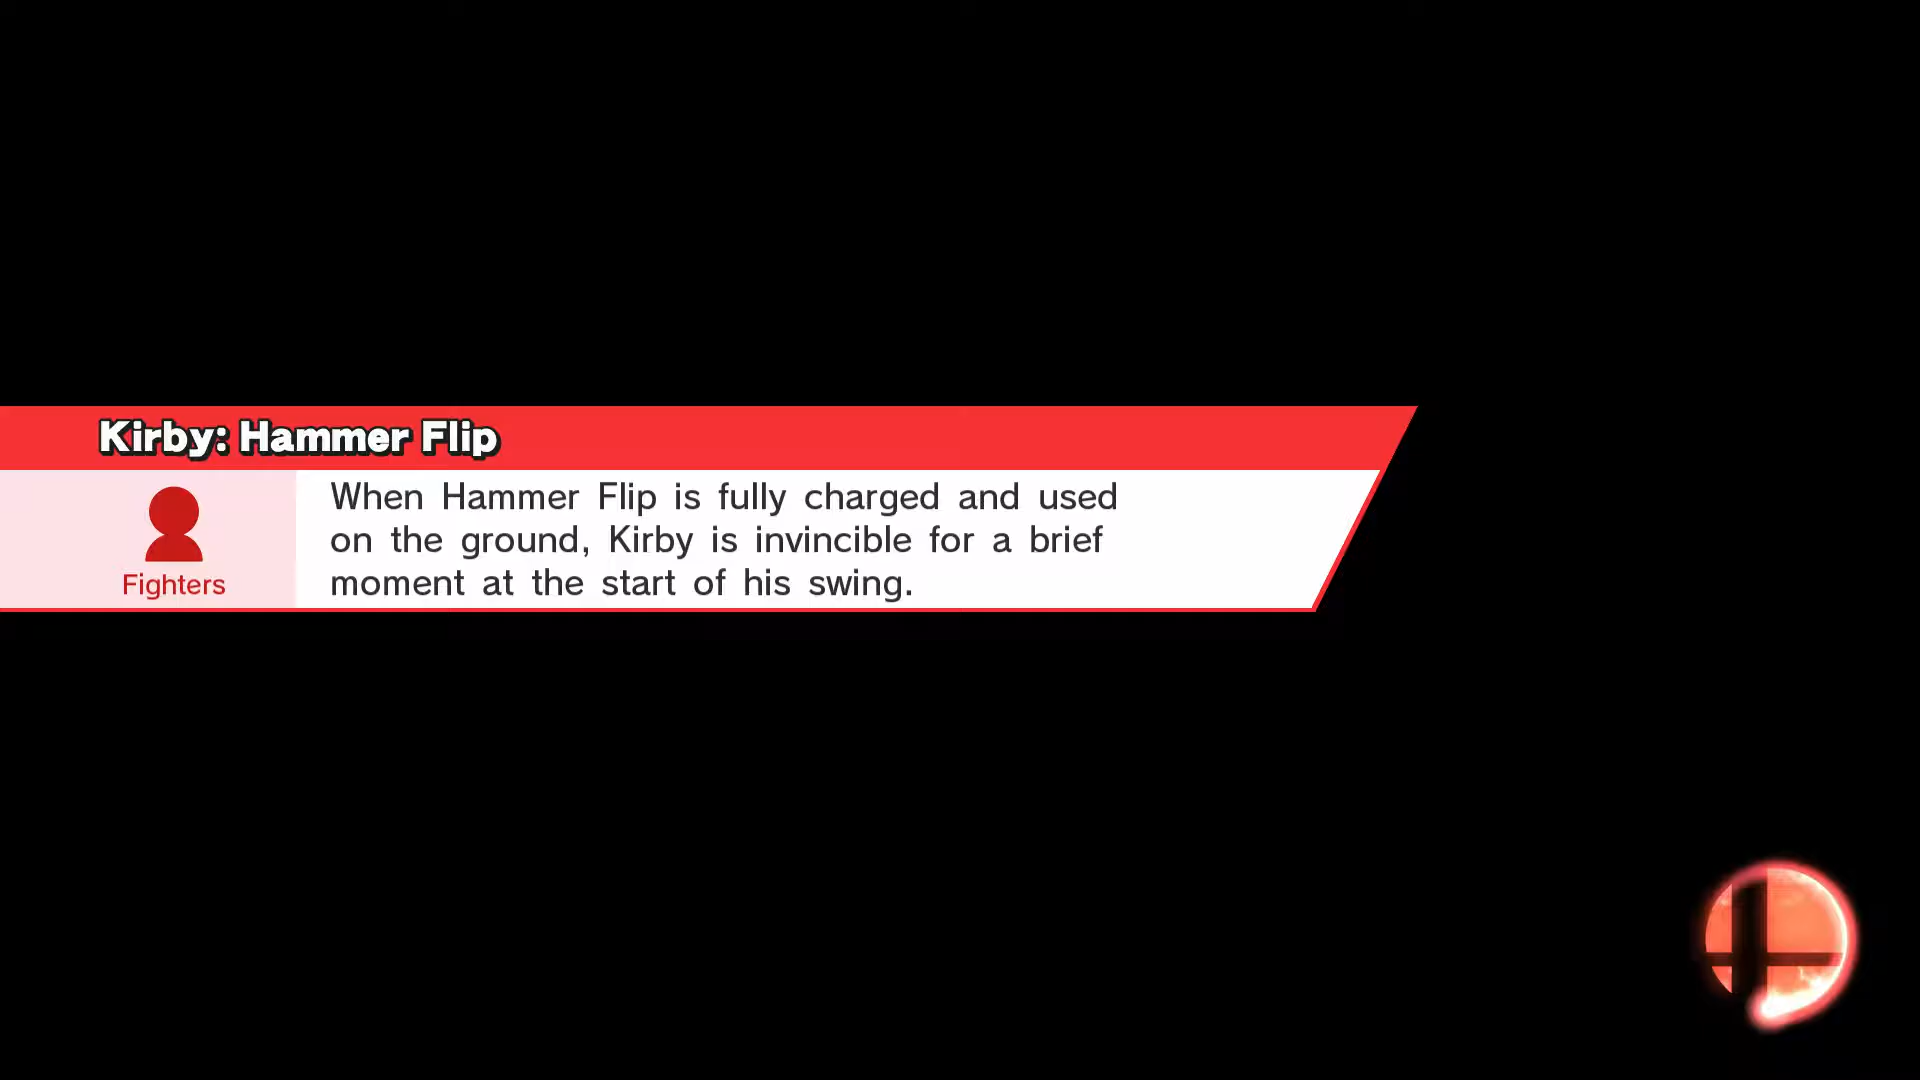 Kirby: Hammer Flip
When Hammer Flip is fully charged and used
on the ground, Kirby is invincible for a brief
moment at the start of his swing.
Fighters